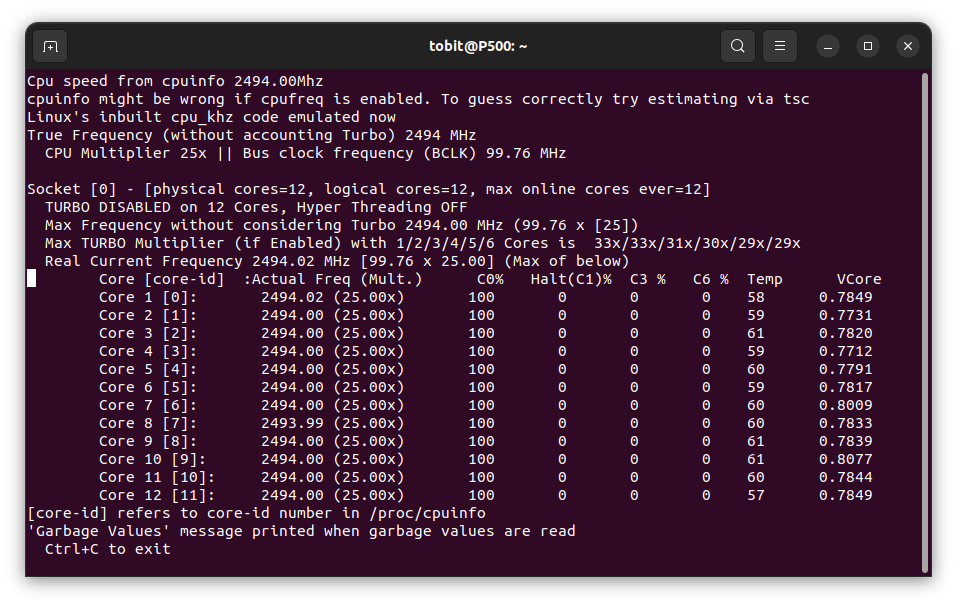 tobit@P500: ~
Cpu speed from cpuinfo 2494.00Mhz
cpuinfo might be wrong if cpufreq is enabled. To guess correctly try estimating via tsc
Linux's inbuilt cpu_khz code emulated now
True Frequency (without accounting Turbo) 2494 MHz
  CPU Multiplier 25x || Bus clock frequency (BCLK) 99.76 MHz

Socket [0] - [physical cores=12, logical cores=12, max online cores ever=12]
  TURBO DISABLED on 12 Cores, Hyper Threading OFF
  Max Frequency without considering Turbo 2494.00 MHz (99.76 x [25])
  Max TURBO Multiplier (if Enabled) with 1/2/3/4/5/6 Cores is  33x/33x/31x/30x/29x/29x
  Real Current Frequency 2494.02 MHz [99.76 x 25.00] (Max of below)
        Core [core-id]  :Actual Freq (Mult.)      C0%   Halt(C1)%  C3 %   C6 %  Temp      VCore
        Core 1 [0]:       2494.02 (25.00x)       100       0       0       0    58      0.7849
        Core 2 [1]:       2494.00 (25.00x)       100       0       0       0    59      0.7731
        Core 3 [2]:       2494.00 (25.00x)       100       0       0       0    61      0.7820
        Core 4 [3]:       2494.00 (25.00x)       100       0       0       0    59      0.7712
        Core 5 [4]:       2494.00 (25.00x)       100       0       0       0    60      0.7791
        Core 6 [5]:       2494.00 (25.00x)       100       0       0       0    59      0.7817
        Core 7 [6]:       2494.00 (25.00x)       100       0       0       0    60      0.8009
        Core 8 [7]:       2493.99 (25.00x)       100       0       0       0    60      0.7833
        Core 9 [8]:       2494.00 (25.00x)       100       0       0       0    61      0.7839
        Core 10 [9]:      2494.00 (25.00x)       100       0       0       0    61      0.8077
        Core 11 [10]:     2494.00 (25.00x)       100       0       0       0    60      0.7844
        Core 12 [11]:     2494.00 (25.00x)       100       0       0       0    57      0.7849
[core-id] refers to core-id number in /proc/cpuinfo
'Garbage Values' message printed when garbage values are read
  Ctrl+C to exit